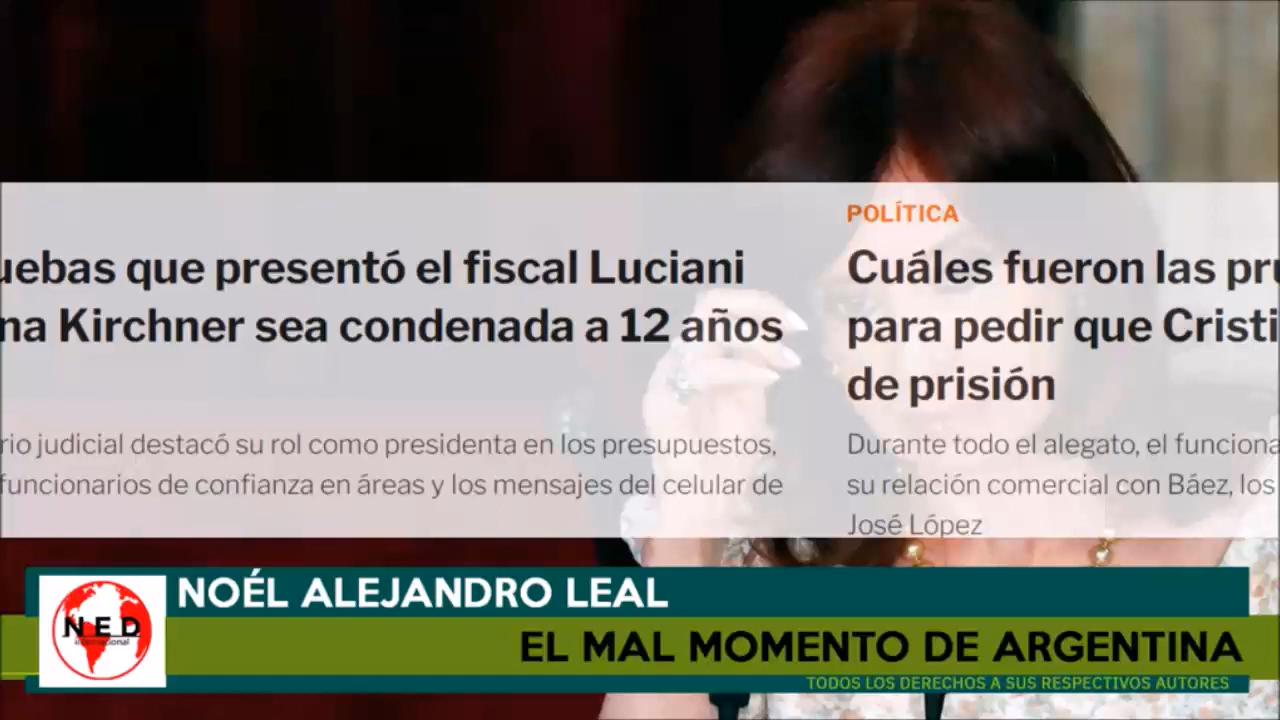 uebas que presentó el fiscal Luciani
na Kirchner sea condenada a 12 años
rio judicial destacó su rol como presidenta en los presupuestos,
funcionarios de confianza en áreas y los mensajes del celular de
POLÍTICA
Cuáles fueron las pru
para pedir que Cristi
de prisión
Durante todo el alegato, el funciona
su relación comercial con Báez, los
José López
NED
internacional
NOÉL ALEJANDRO LEAL
EL MAL MOMENTO DE ARGENTINA
TODOS LOS DERECHOS A SUS RESPECTIVOS AUTORES